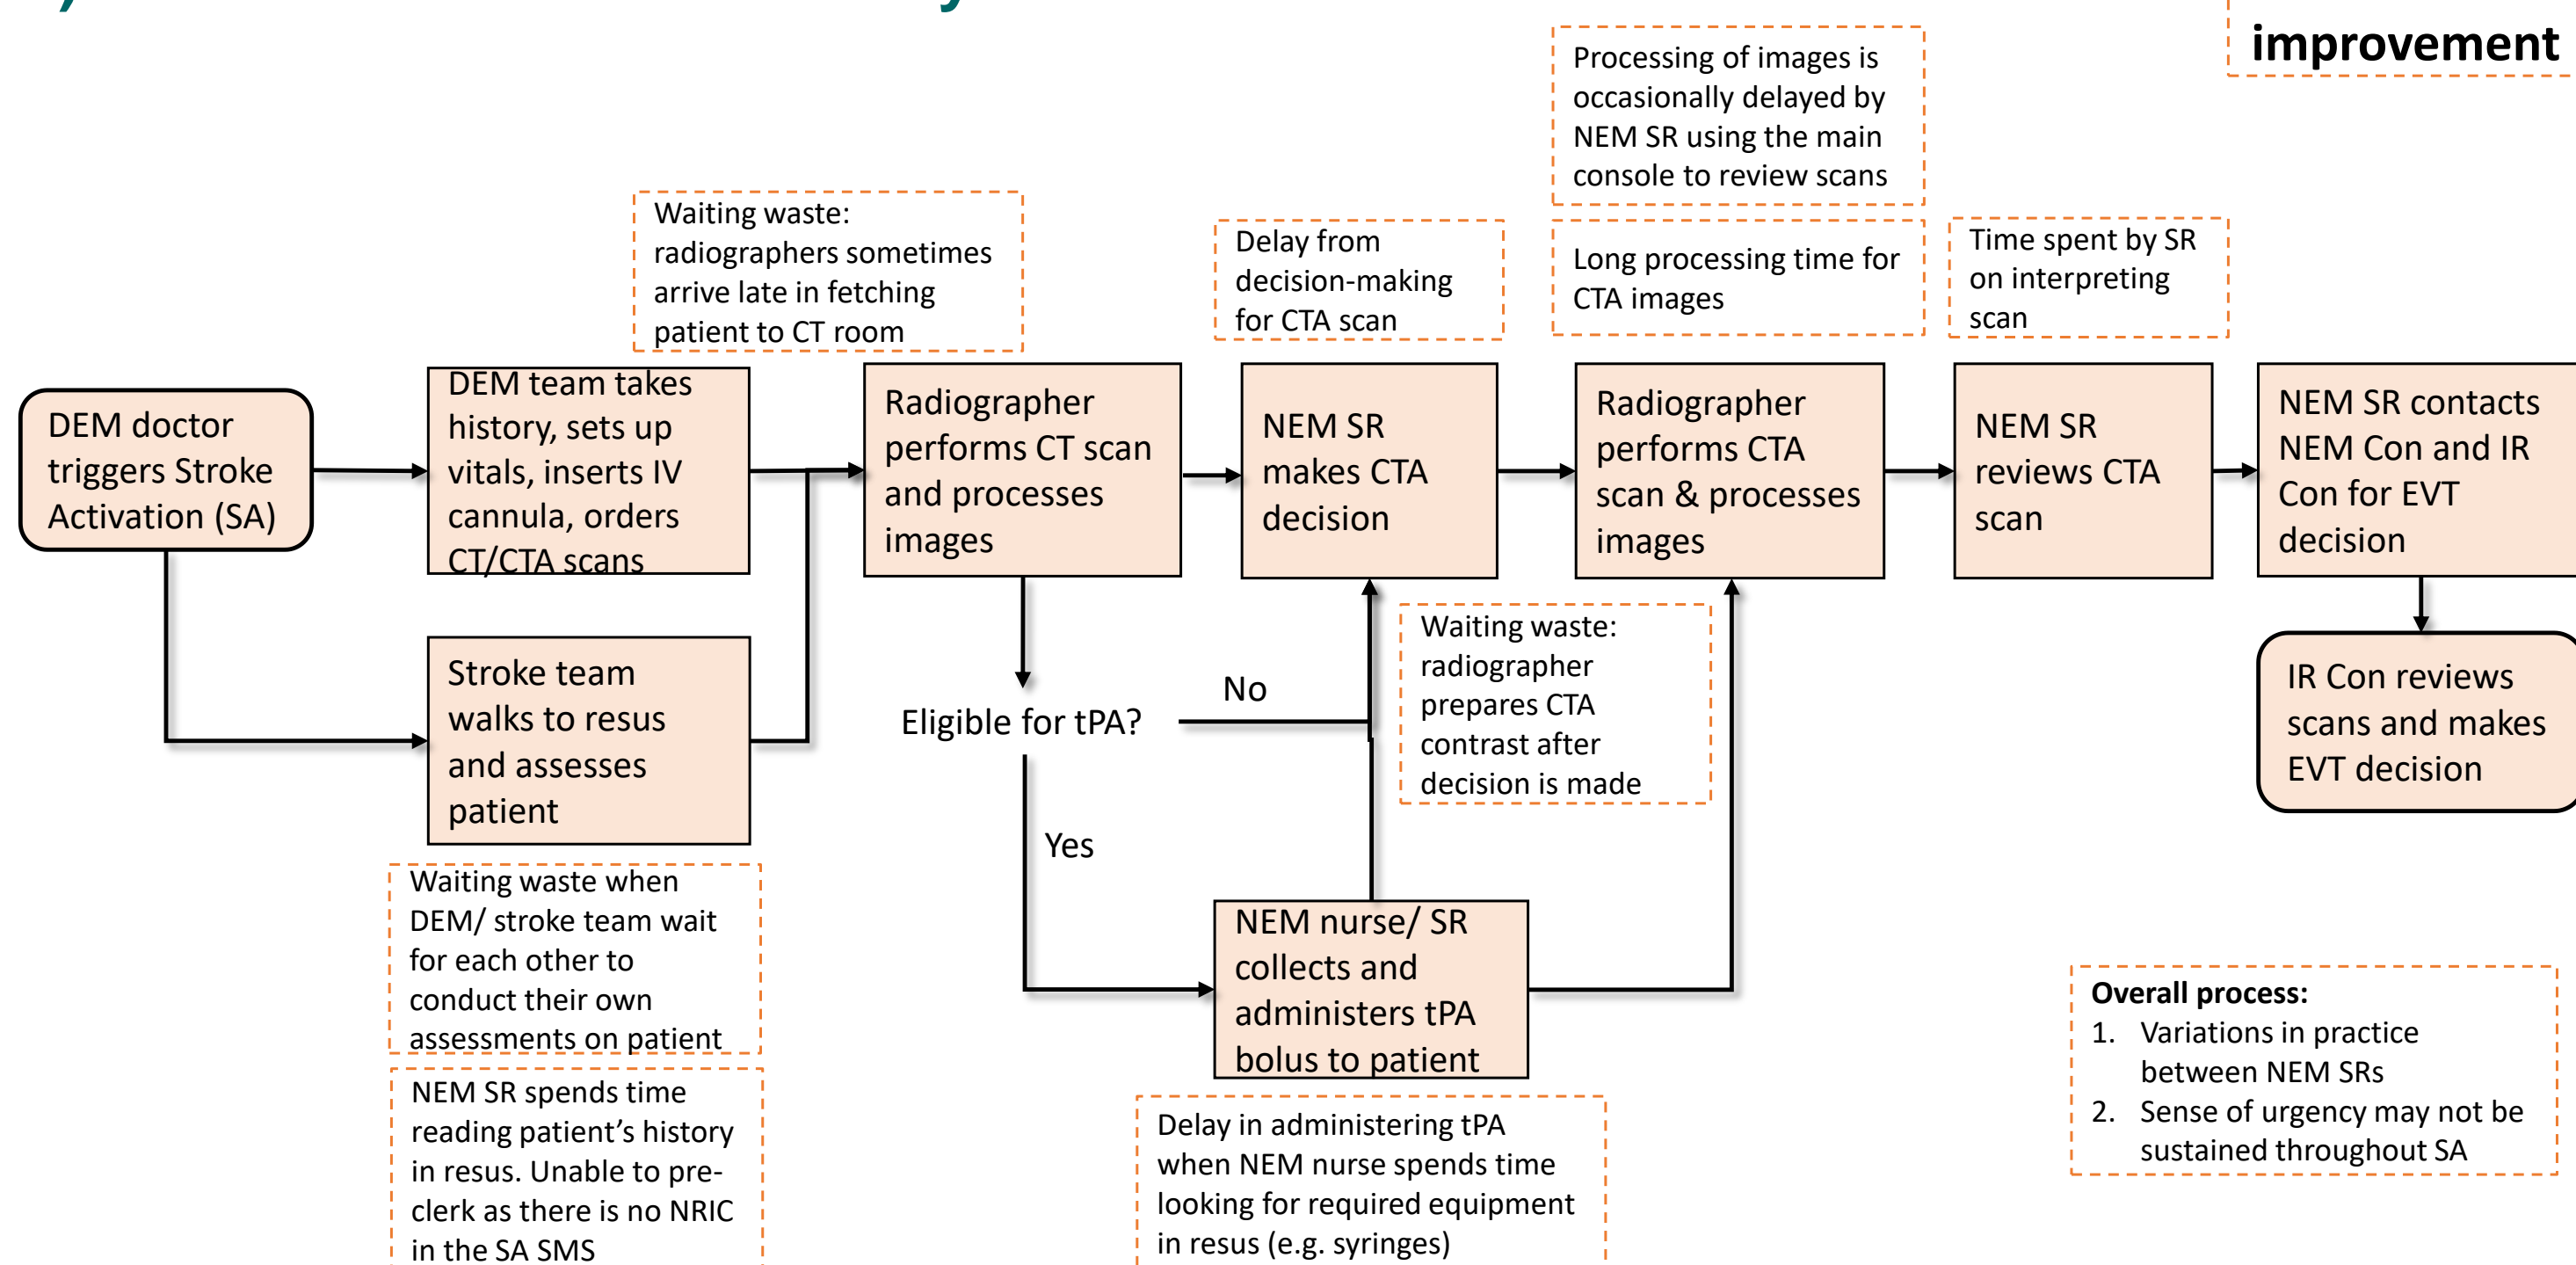 improvement
Processing of images is
occasionally delayed by
NEM SR using the main
console to review scans
Waiting waste:
radiographers sometimes
arrive late in fetching
patient to CT room
Delay from
decision-making
for CTA scan
Long processing time for
CTA images
Time spent by SR
on interpreting
scan
DEM doctor
triggers Stroke
Activation (SA)
DEM team takes
history, sets up
vitals, inserts IV
cannula, orders
CT/CTA scans
Radiographer
performs CT scan
and processes
images
NEM SR
makes CTA
decision
Radiographer
performs CTA
scan & processes
images
NEM SR
reviews CTA
scan
NEM SR contacts
NEM Con and IR
Con for EVT
decision
Stroke team
walks to resus
and assesses
patient
Eligible for tPA?
No
Yes
Waiting waste:
radiographer
prepares CTA
contrast after
decision is made
IR Con reviews
scans and makes
EVT decision
Waiting waste when
DEM/ stroke team wait
for each other to
conduct their own
assessments on patient
NEM nurse/ SR
collects and
administers tPA
bolus to patient
Overall process:
1. Variations in practice
between NEM SRs
2. Sense of urgency may not be
sustained throughout SA
NEM SR spends time
reading patient's history
in resus. Unable to pre-
clerk as there is no NRIC
in the SA SMS
Delay in administering tPA
when NEM nurse spends time
looking for required equipment
in resus (e.g. syringes)